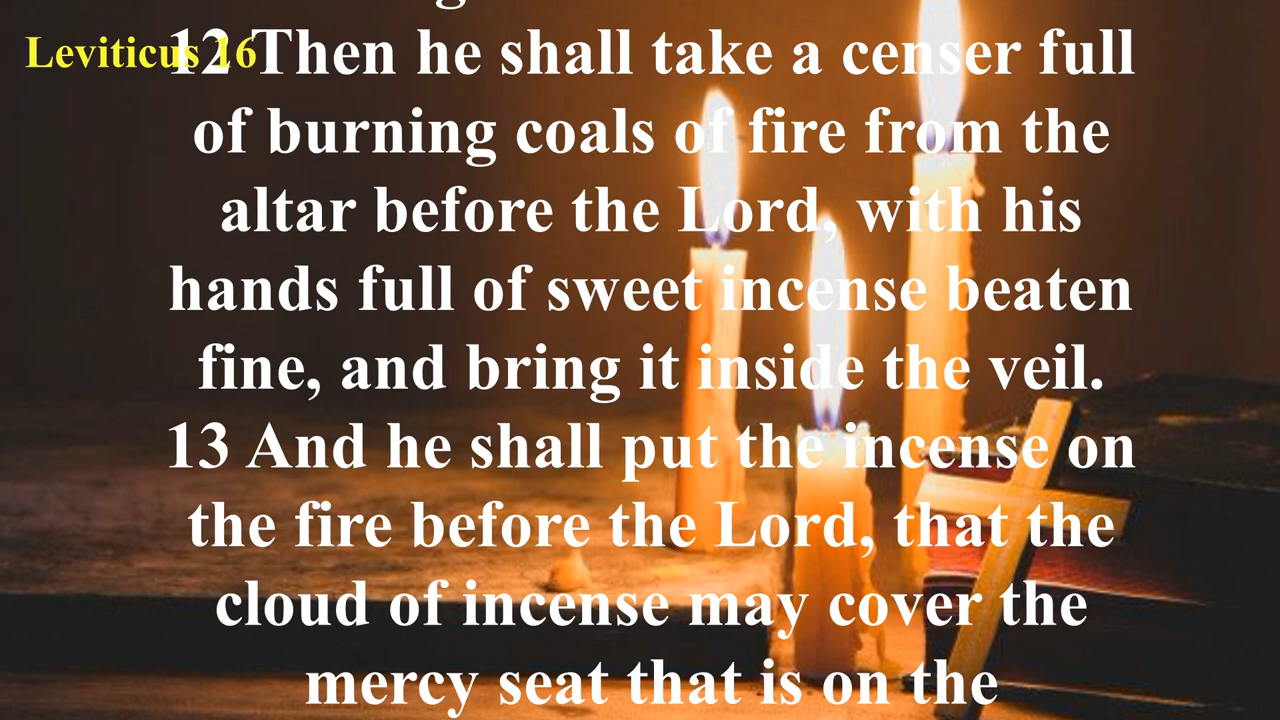 Leviticus 16
12 Then he shall take a censer full
of burning coals of fire from the
altar before the Lord, with his
hands full of sweet incense beaten
fine, and bring it inside the veil.
13 And he shall put the incense on
the fire before the Lord, that the
cloud of incense may cover the
mercy seat that is on the